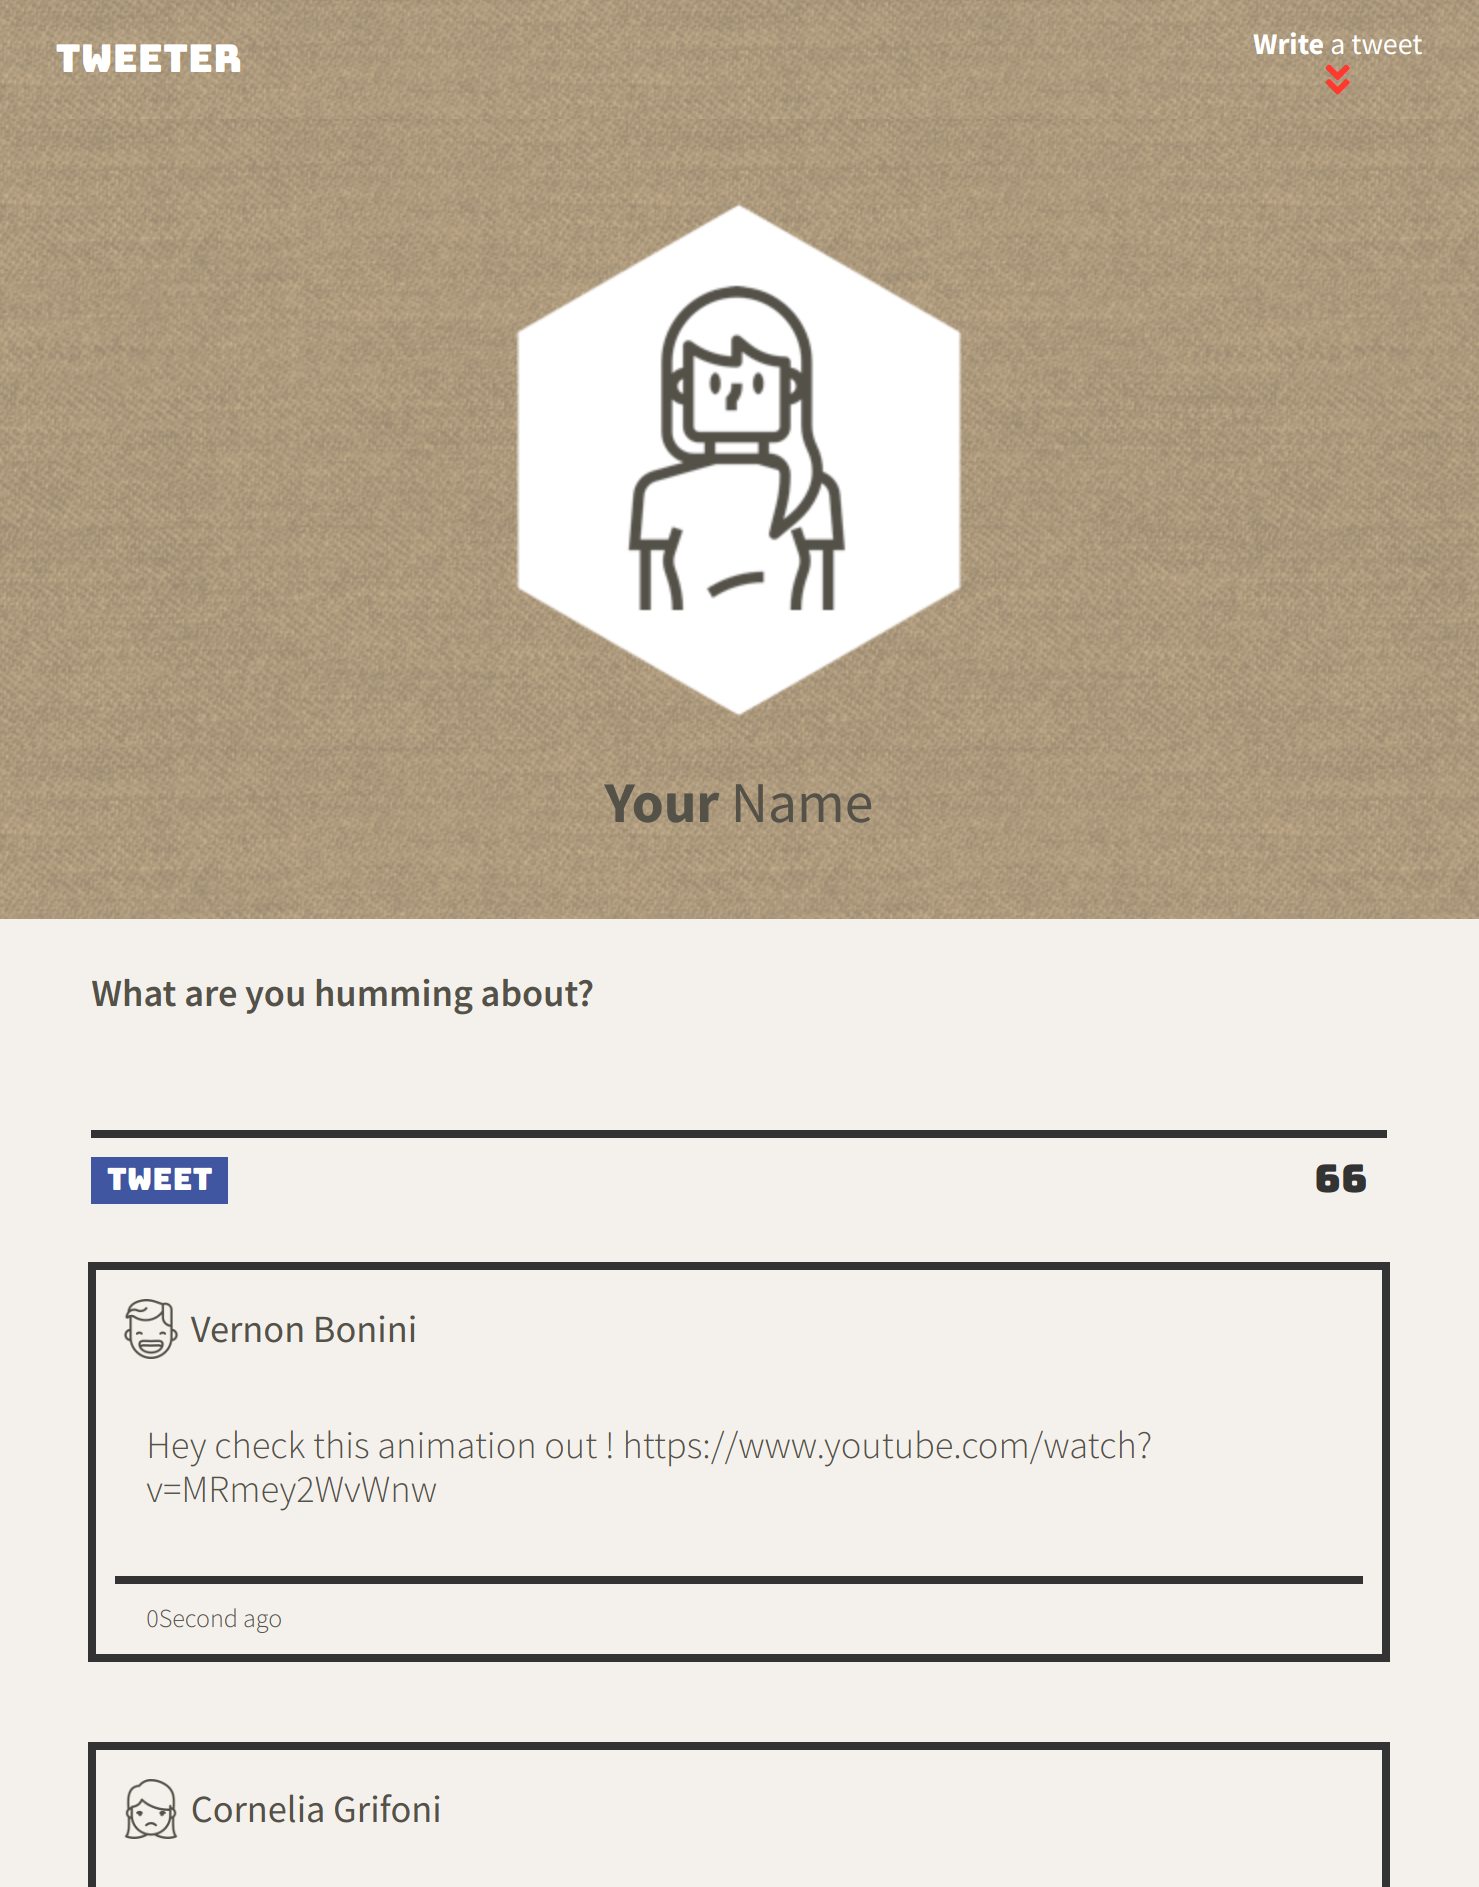 TWEETER
Write a tweet
Your Name
What are you humming about?
TWEET
66
Vernon Bonini
Hey check this animation out ! https://www.youtube.com/watch?
v=MRmey2WvWnw
0Second ago
Cornelia Grifoni